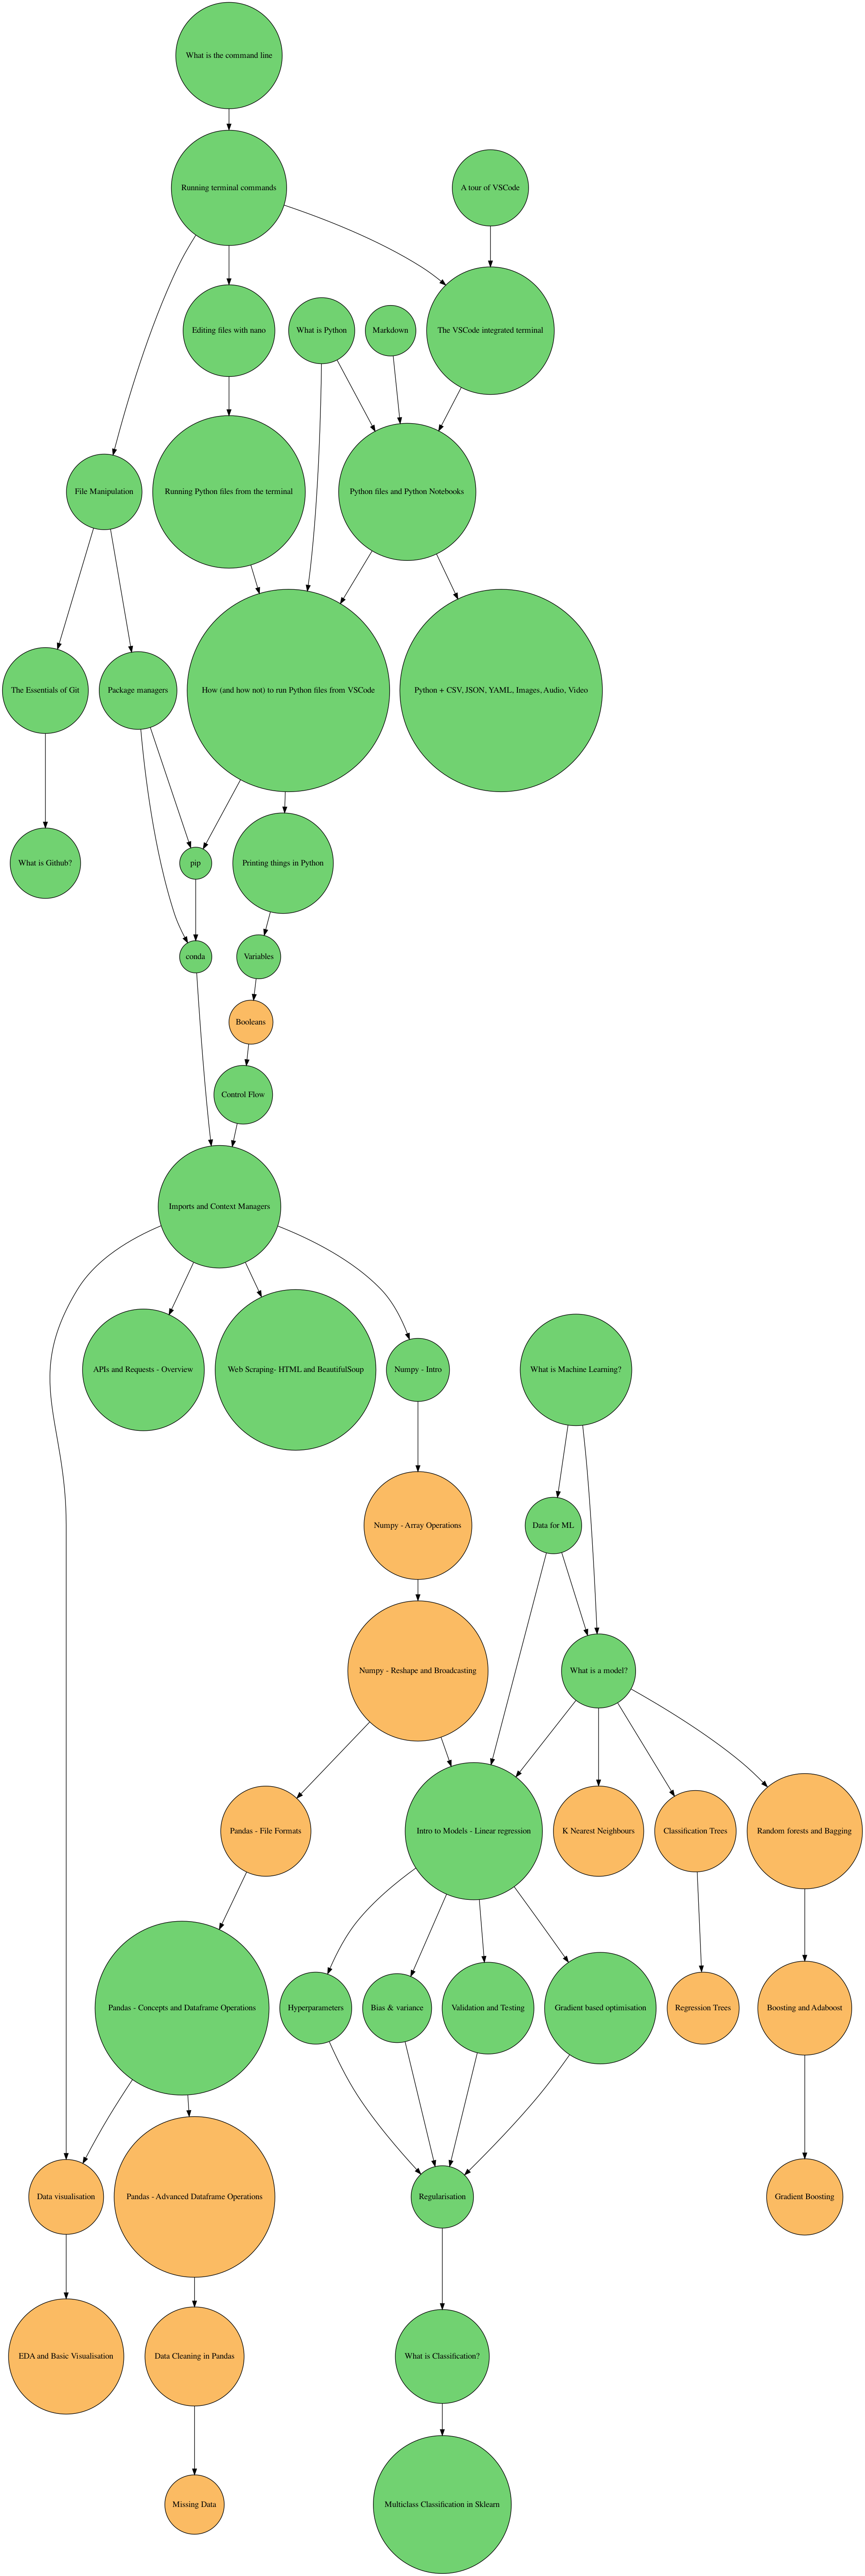 What is the command line
Running terminal commands
A tour of VSCode
Editing files with nano
What is Python
Markdown
The VSCode integrated terminal
File Manipulation
Running Python files from the terminal
Python files and Python Notebooks
The Essentials of Git
Package managers
How (and how not) to run Python files from VSCode
Python + CSV, JSON, YAML, Images, Audio, Video
What is Github?
pip
Printing things in Python
conda
Variables
Booleans
Control Flow
Imports and Context Managers
APIs and Requests - Overview
Web Scraping- HTML and BeautifulSoup
Numpy - Intro
What is Machine Learning?
Numpy - Array Operations
Data for ML
Numpy - Reshape and Broadcasting
What is a model?
Pandas - File Formats
Intro to Models - Linear regression
K Nearest Neighbours
Classification Trees
Random forests and Bagging
Pandas - Concepts and Dataframe Operations
Hyperparameters
Bias & variance
Validation and Testing
Gradient based optimisation
Regression Trees
Boosting and Adaboost
Data visualisation
Pandas - Advanced Dataframe Operations
Regularisation
Gradient Boosting
EDA and Basic Visualisation
Data Cleaning in Pandas
What is Classification?
Missing Data
Multiclass Classification in Sklearn